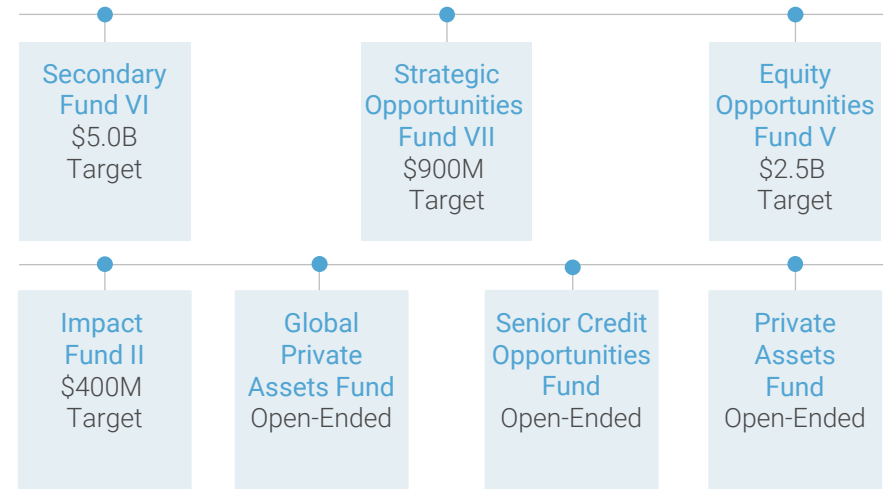 Secondary
Fund VI
$5.0B
Target
Strategic
Opportunities
Fund VII
$900M
Target
Equity
Opportunities
Fund V
$2.5B
Target
Impact
Fund II
$400M
Target
Global
Private
Assets Fund
Open-Ended
Senior Credit
Opportunities
Fund
Open-Ended
Private
Assets
Fund
Open-Ended